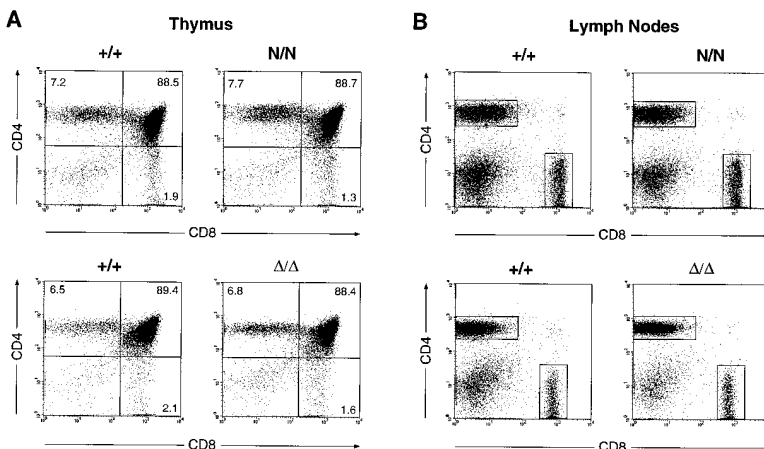 A
Thymus
+/+
N/N
7.2
88.5
1.9
7.7
88.7
1.3
CD4
CD8
+/+
Δ/Δ
6.5
89.4
2.1
6.8
88.4
1.6
CD4
CD8
B
Lymph Nodes
+/+
N/N
CD4
CD8
+/+
Δ/Δ
CD4
CD8